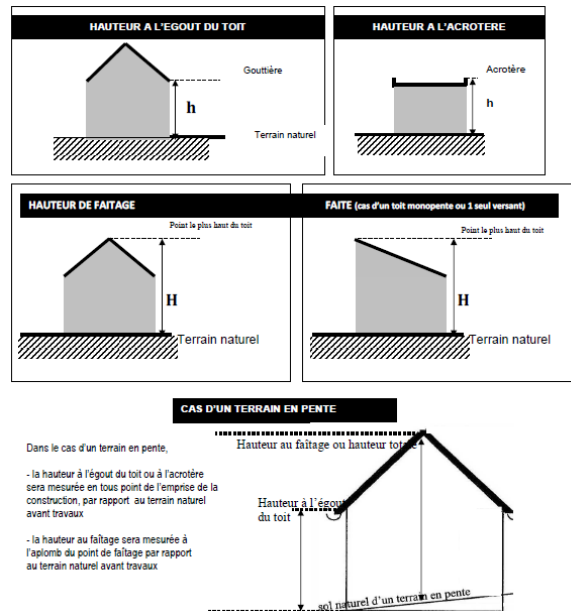 HAUTEUR A L'EGOUT DU TOIT
Gouttière
h
Terrain naturel
HAUTEUR A L'ACROTERE
Acrotère
h
HAUTEUR DE FAITAGE
Point le plus haut du toit
H
Terrain naturel
FAITE (cas d'un toit monopente ou 1 seul versant)
Point le plus haut du toit
H
Terrain naturel
CAS D'UN TERRAIN EN PENTE
Dans le cas d'un terrain en pente,
- la hauteur à l'égout du toit ou à l'acrotère
sera mesurée en tous point de l'emprise de la
construction, par rapport au terrain naturel
avant travaux
- la hauteur au faîtage sera mesurée à
l'aplomb du point de faîtage par rapport
au terrain naturel avant travaux
Hauteur au faîtage ou hauteur totale
Hauteur à l'égout
du toit
sol naturel d'un terrain en pente